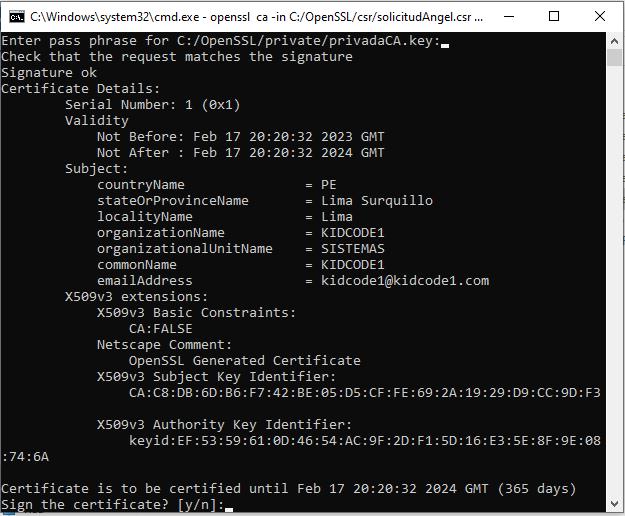 C:\Windows\system32\cmd.exe - openssl  ca -in C:/OpenSSL/csr/solicitudAngel.csr ...
Enter pass phrase for C:/OpenSSL/private/privadaCA.key:
Check that the request matches the signature
Signature ok
Certificate Details:
        Serial Number: 1 (0x1)
        Validity
            Not Before: Feb 17 20:20:32 2023 GMT
            Not After : Feb 17 20:20:32 2024 GMT
        Subject:
            countryName               = PE
            stateOrProvinceName       = Lima Surquillo
            localityName              = Lima
            organizationName          = KIDCODE1
            organizationalUnitName    = SISTEMAS
            commonName                = KIDCODE1
            emailAddress              = kidcode1@kidcode1.com
        X509v3 extensions:
            X509v3 Basic Constraints:
                CA:FALSE
            Netscape Comment:
                OpenSSL Generated Certificate
            X509v3 Subject Key Identifier:
                CA:C8:DB:6D:B6:F7:42:BE:05:D5:CF:FE:69:2A:19:29:D9:CC:9D:F3
            X509v3 Authority Key Identifier:
                keyid:EF:53:59:61:0D:46:54:AC:9F:2D:F1:5D:16:E3:5E:8F:9E:08
:74:6A
Certificate is to be certified until Feb 17 20:20:32 2024 GMT (365 days)
Sign the certificate? [y/n]: